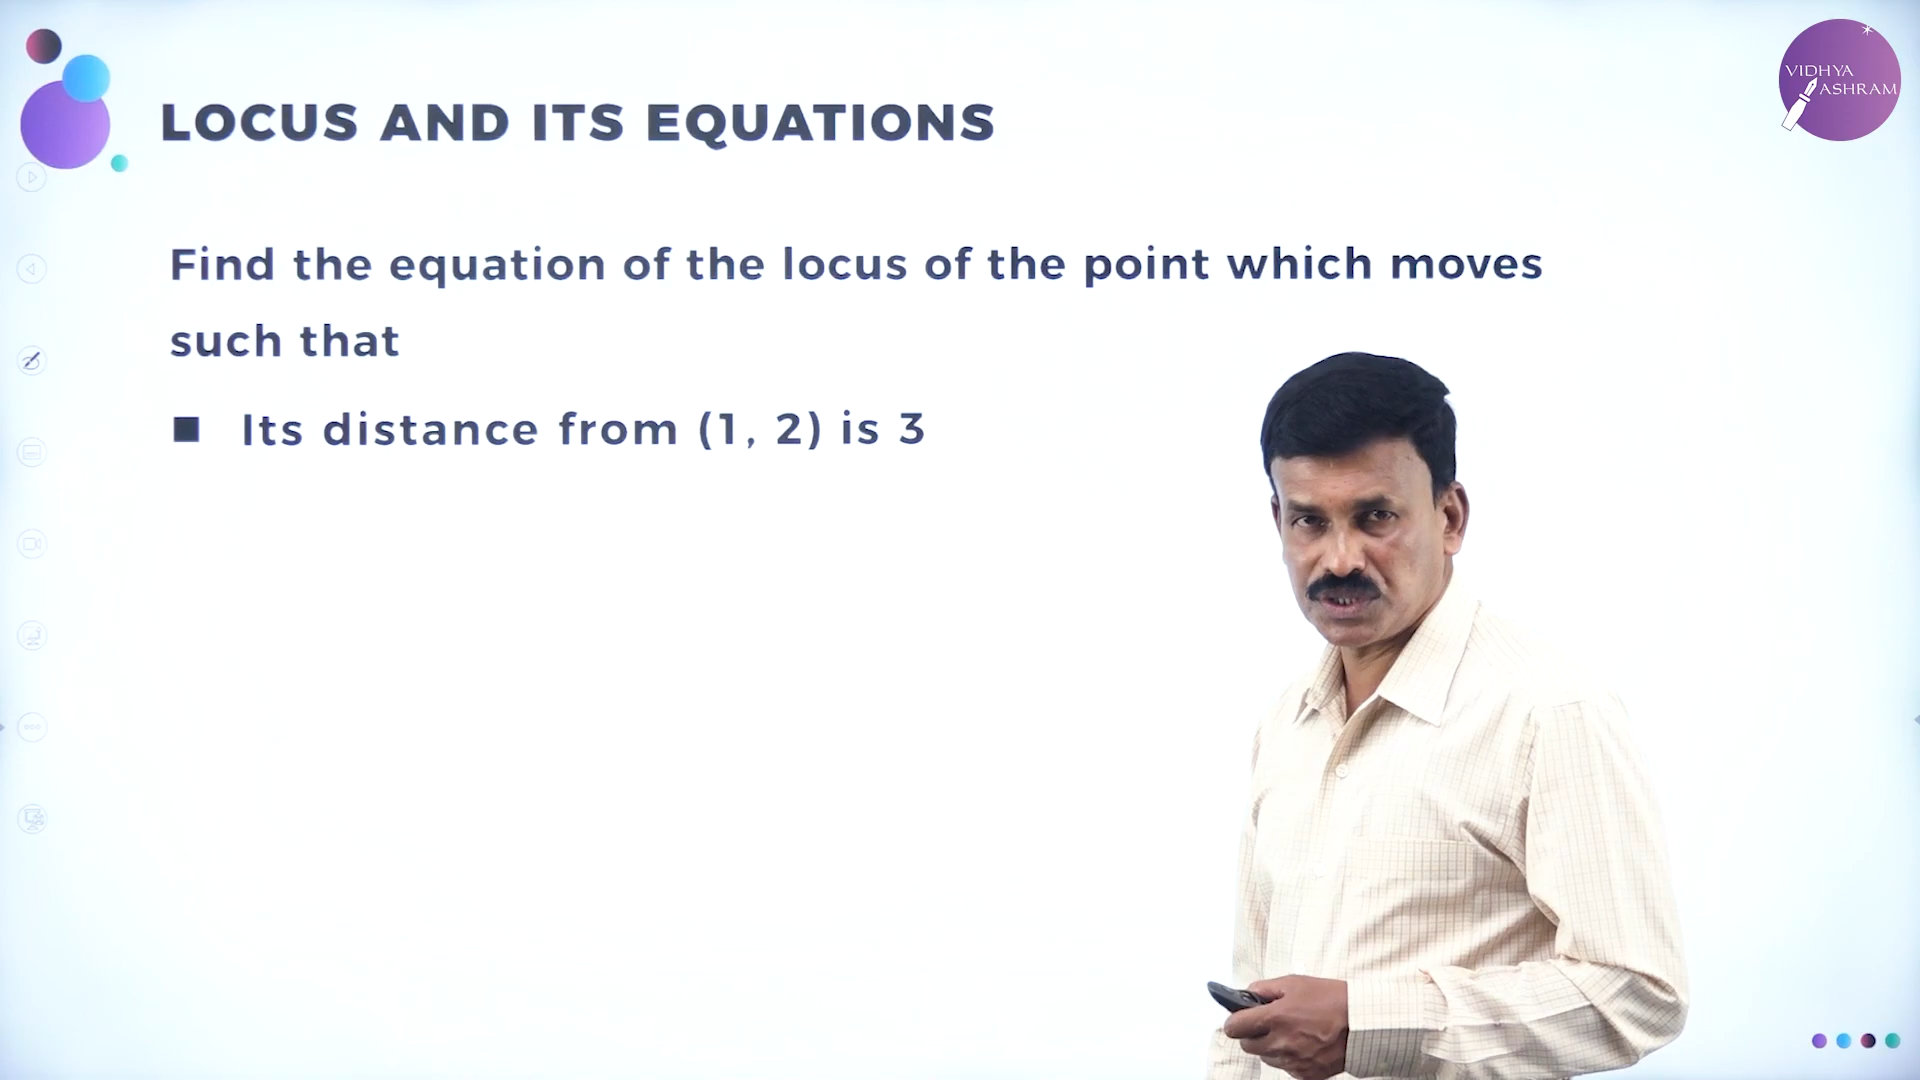 VIDHYA
ASHRAM
LOCUS AND ITS EQUATIONS
Find the equation of the locus of the point which moves
such that
■ Its distance from (1, 2) is 3